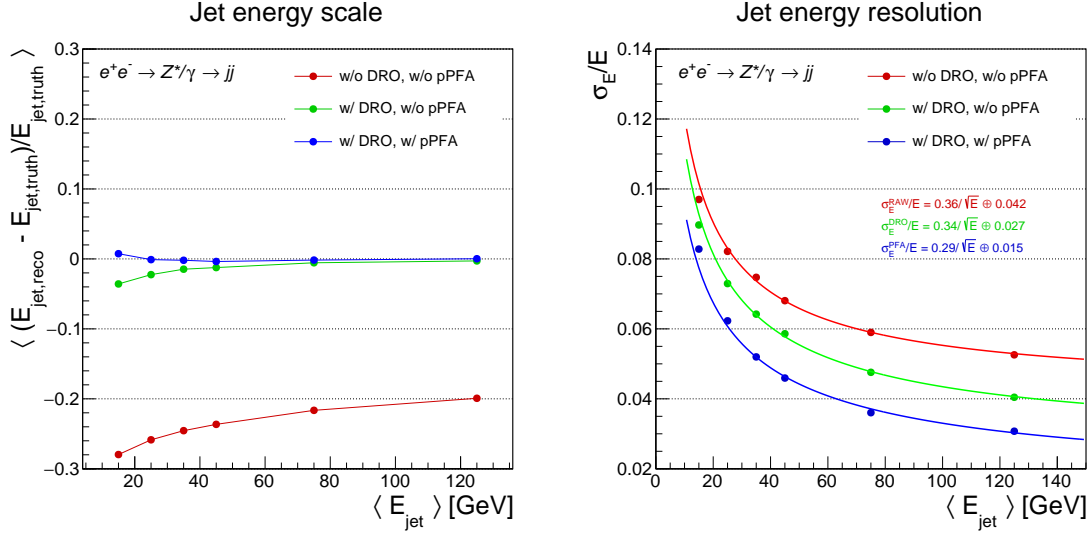 Jet energy scale
⟨ (E_jet,reco - E_jet,truth)/E_jet,truth ⟩
0.3
0.2
0.1
0
−0.1
−0.2
−0.3
e⁺e⁻ → Z*/γ → jj
w/o DRO, w/o pPFA
w/ DRO, w/o pPFA
w/ DRO, w/ pPFA
20 40 60 80 100 120
⟨ E_jet ⟩ [GeV]
Jet energy resolution
σ_E/E
0.14
0.12
0.1
0.08
0.06
0.04
0.02
e⁺e⁻ → Z*/γ → jj
w/o DRO, w/o pPFA
w/ DRO, w/o pPFA
w/ DRO, w/ pPFA
σ_E^RAW/E = 0.36/√E ⊕ 0.042
σ_E^DRO/E = 0.34/√E ⊕ 0.027
σ_E^PFA/E = 0.29/√E ⊕ 0.015
0 20 40 60 80 100 120 140
⟨ E_jet ⟩ [GeV]